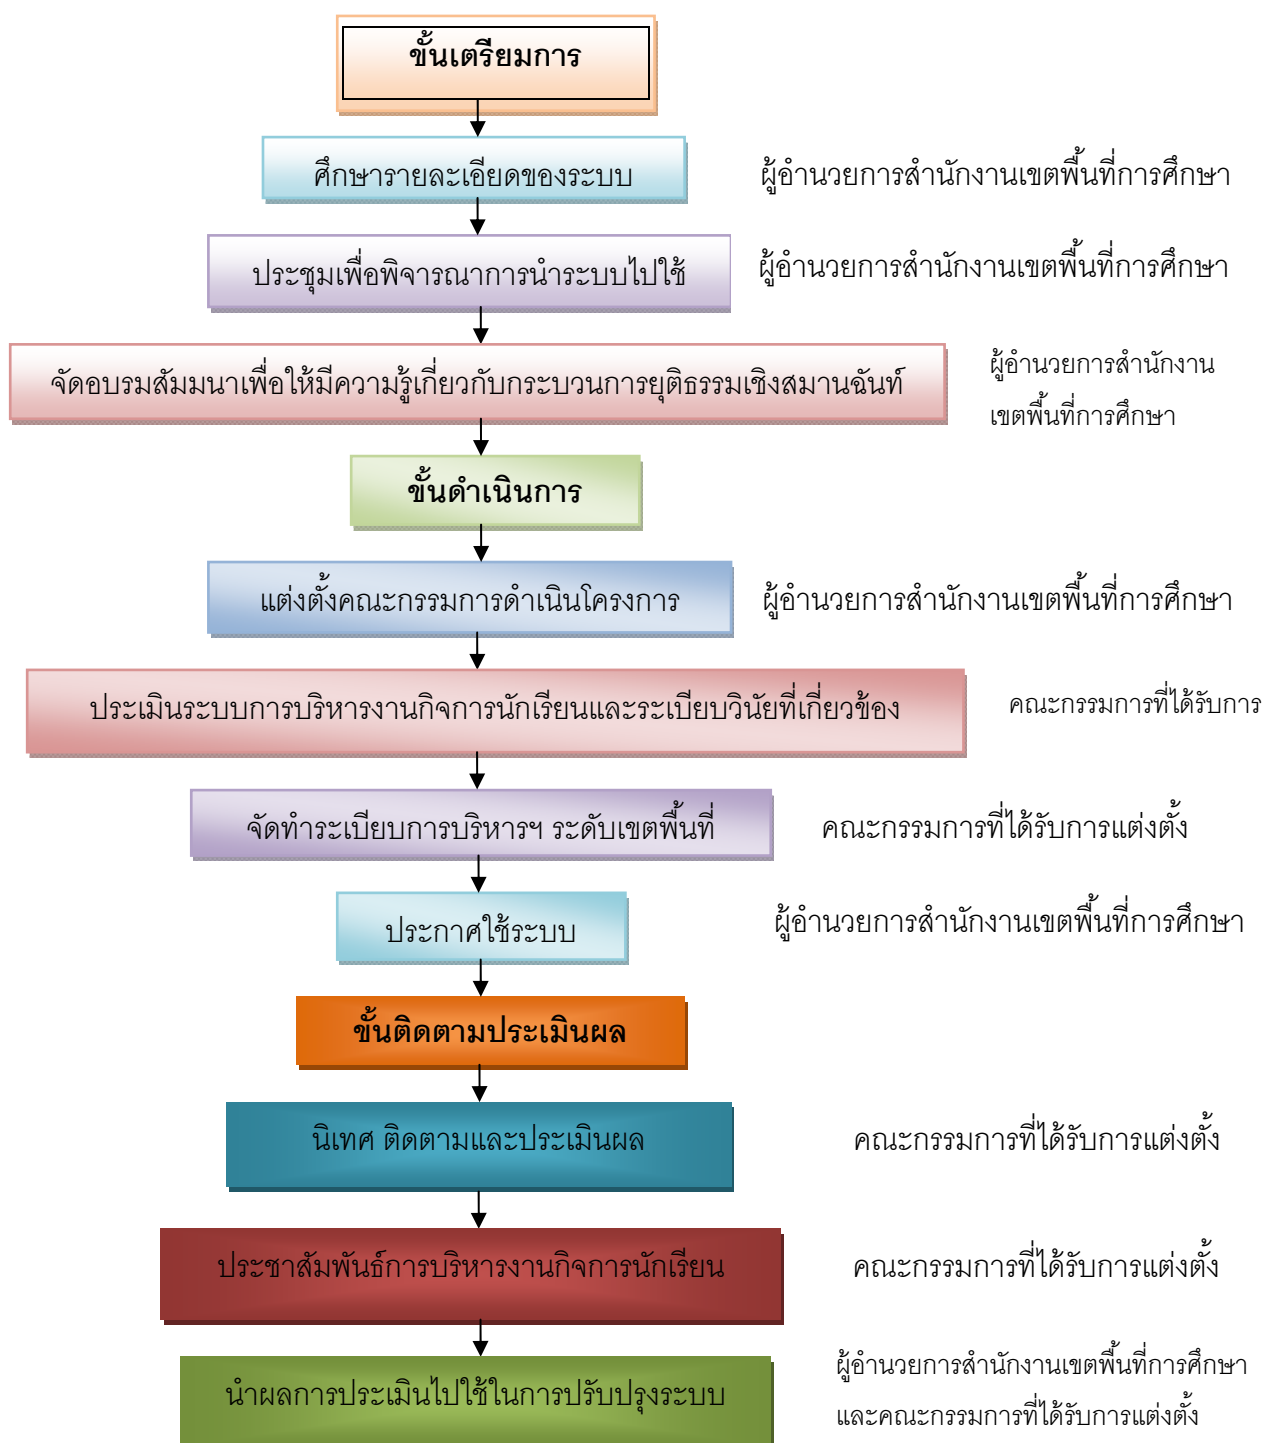 ขั้นเตรียมการ
ศึกษารายละเอียดของระบบ
ผู้อำนวยการสำนักงานเขตพื้นที่การศึกษา
ประชุมเพื่อพิจารณาการนำระบบไปใช้
ผู้อำนวยการสำนักงานเขตพื้นที่การศึกษา
จัดอบรมสัมมนาเพื่อให้มีความรู้เกี่ยวกับกระบวนการยุติธรรมเชิงสมานฉันท์
ผู้อำนวยการสำนักงาน
เขตพื้นที่การศึกษา
ขั้นดำเนินการ
แต่งตั้งคณะกรรมการดำเนินโครงการ
ผู้อำนวยการสำนักงานเขตพื้นที่การศึกษา
ประเมินระบบการบริหารงานกิจการนักเรียนและระเบียบวินัยที่เกี่ยวข้อง
คณะกรรมการที่ได้รับการ
จัดทำระเบียบการบริหารฯ ระดับเขตพื้นที่
คณะกรรมการที่ได้รับการแต่งตั้ง
ประกาศใช้ระบบ
ผู้อำนวยการสำนักงานเขตพื้นที่การศึกษา
ขั้นติดตามประเมินผล
นิเทศ ติดตามและประเมินผล
คณะกรรมการที่ได้รับการแต่งตั้ง
ประชาสัมพันธ์การบริหารงานกิจการนักเรียน
คณะกรรมการที่ได้รับการแต่งตั้ง
นำผลการประเมินไปใช้ในการปรับปรุงระบบ
ผู้อำนวยการสำนักงานเขตพื้นที่การศึกษา
และคณะกรรมการที่ได้รับการแต่งตั้ง